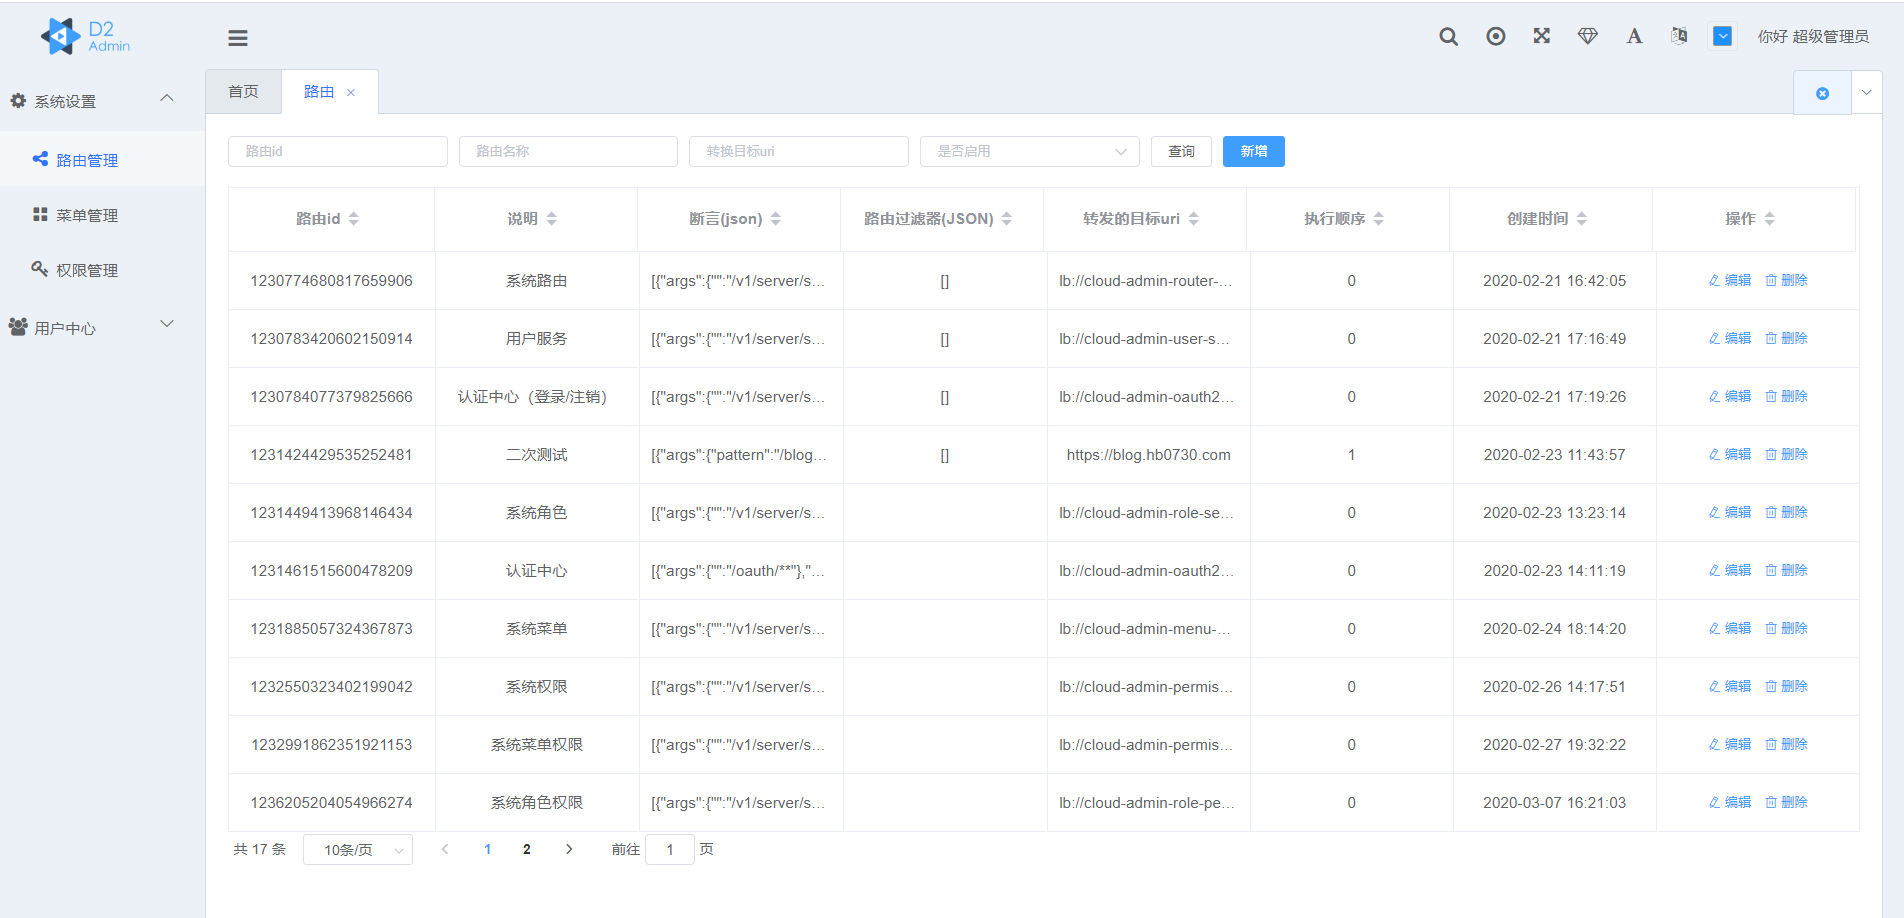 D2
Admin
你好 超级管理员
系统设置
路由管理
菜单管理
权限管理
用户中心
首页 路由
路由id 路由名称 转换目标uri 是否启用 查询 新增
路由id 说明 断言(json) 路由过滤器(JSON) 转发的目标uri 执行顺序 创建时间 操作
1230774680817659906 系统路由 [{"args":{"":"/v1/server/s... [] lb://cloud-admin-router-... 0 2020-02-21 16:42:05 编辑 删除
1230783420602150914 用户服务 [{"args":{"":"/v1/server/s... [] lb://cloud-admin-user-s... 0 2020-02-21 17:16:49 编辑 删除
1230784077379825666 认证中心（登录/注销） [{"args":{"":"/v1/server/s... [] lb://cloud-admin-oauth2... 0 2020-02-21 17:19:26 编辑 删除
1231424429535252481 二次测试 [{"args":{"pattern":"/blog... [] https://blog.hb0730.com 1 2020-02-23 11:43:57 编辑 删除
1231449413968146434 系统角色 [{"args":{"":"/v1/server/s... lb://cloud-admin-role-se... 0 2020-02-23 13:23:14 编辑 删除
1231461515600478209 认证中心 [{"args":{"":"/oauth/**"},"... lb://cloud-admin-oauth2... 0 2020-02-23 14:11:19 编辑 删除
1231885057324367873 系统菜单 [{"args":{"":"/v1/server/s... lb://cloud-admin-menu-... 0 2020-02-24 18:14:20 编辑 删除
1232550323402199042 系统权限 [{"args":{"":"/v1/server/s... lb://cloud-admin-permis... 0 2020-02-26 14:17:51 编辑 删除
1232991862351921153 系统菜单权限 [{"args":{"":"/v1/server/s... lb://cloud-admin-permis... 0 2020-02-27 19:32:22 编辑 删除
1236205204054966274 系统角色权限 [{"args":{"":"/v1/server/s... lb://cloud-admin-role-pe... 0 2020-03-07 16:21:03 编辑 删除
共 17 条 10条/页 1 2 前往 1 页